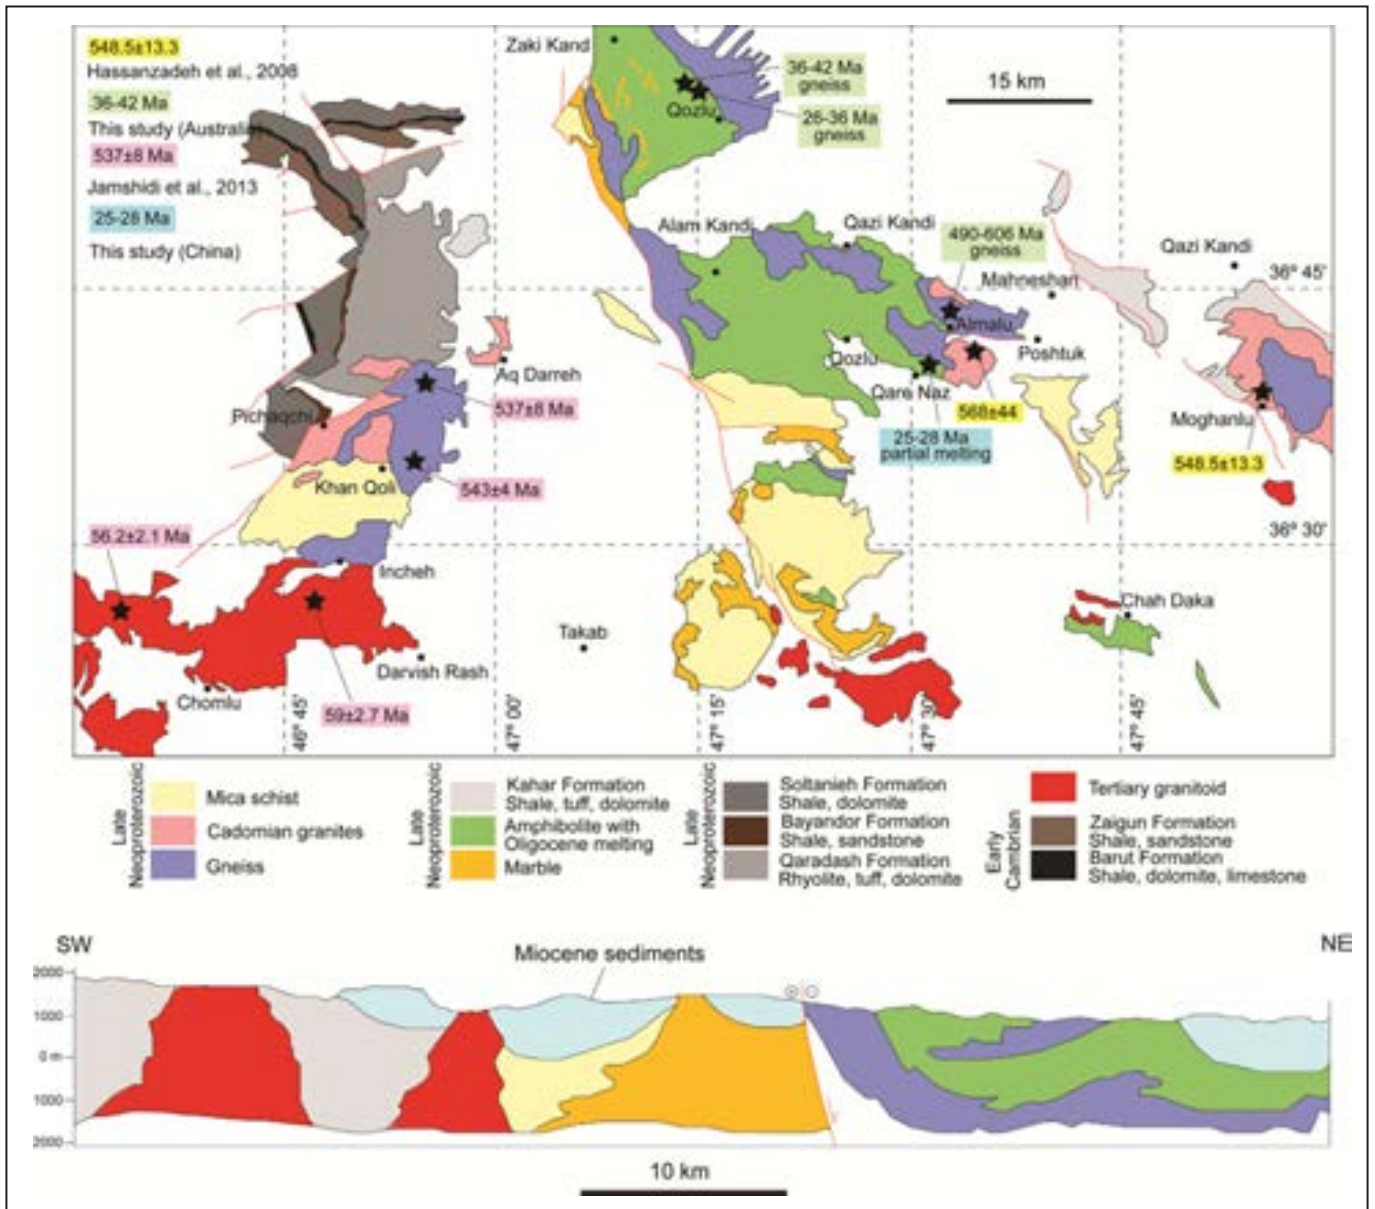 548.5±13.3
Hassanzadeh et al., 2008
36-42 Ma
This study (Australia)
537±8 Ma
Jamshidi et al., 2013
25-28 Ma
This study (China)
Zaki Kand
36-42 Ma
gneiss
Qozlu
26-36 Ma
gneiss
15 km
Alam Kandi
Qazi Kandi
490-606 Ma
gneiss
Mahneshan
Qazi Kandi
36° 45'
Almalu
Poshtuk
Qozlu
Qare Naz
568±44
25-28 Ma
partial melting
Moghanlu
548.5±13.3
Aq Darreh
537±8 Ma
Pichaqchi
Khan Qoli
543±4 Ma
36° 30'
56.2±2.1 Ma
Incheh
Chah Daka
Takab
Darvish Rash
Chomlu
59±2.7 Ma
46° 45'
47° 00'
47° 15'
47° 30'
47° 45'
Late
Neoproterozoic
Mica schist
Cadomian granites
Gneiss
Late
Neoproterozoic
Kahar Formation
Shale, tuff, dolomite
Amphibolite with
Oligocene melting
Marble
Late
Neoproterozoic
Soltanieh Formation
Shale, dolomite
Bayandor Formation
Shale, sandstone
Qaradash Formation
Rhyolite, tuff, dolomite
Early
Cambrian
Tertiary granitoid
Zaigun Formation
Shale, sandstone
Barut Formation
Shale, dolomite, limestone
SW
NE
Miocene sediments
2000
1000
0 m
1000
2000
10 km